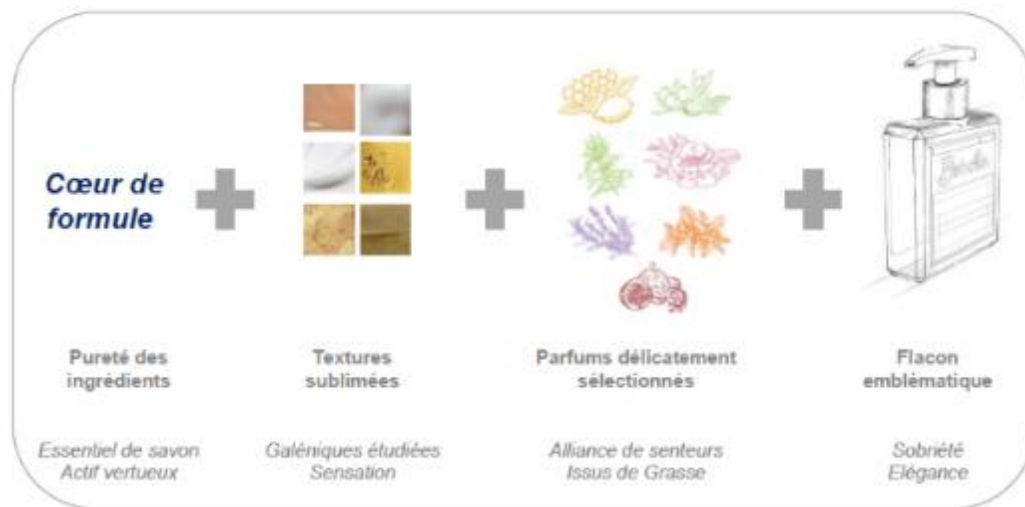 Cœur de
formule
Pureté des
ingrédients
Textures
sublimées
Parfums délicatement
sélectionnés
Flacon
emblématique
Essentiel de savon
Actif vertueux
Galéniques étudiées
Sensation
Alliance de senteurs
Issus de Grasse
Sobriété
Elégance